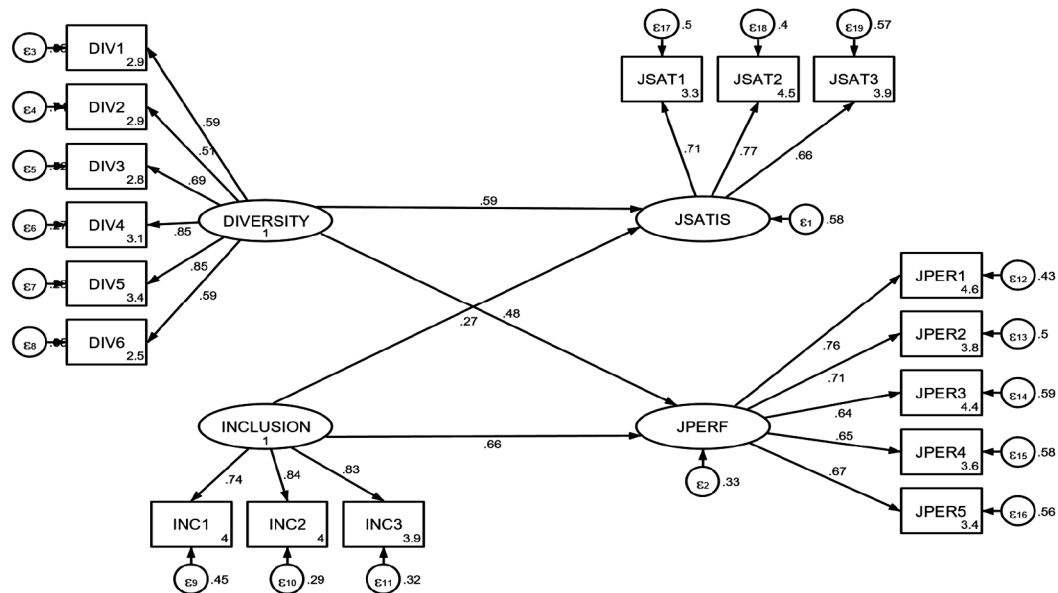 ε3
DIV1
2.9
ε4
DIV2
2.9
ε5
DIV3
2.8
ε6
DIV4
3.1
ε7
DIV5
3.4
ε8
DIV6
2.5
.59
.51
.69
.85
.85
.59
DIVERSITY
1
ε17 .5
ε18 .4
ε19 .57
JSAT1
3.3
JSAT2
4.5
JSAT3
3.9
.71
.77
.66
.59
JSATIS
ε1 .58
.27
.48
INCLUSION
1
.66
JPERF
ε2 .33
.74
.84
.83
INC1
4
INC2
4
INC3
3.9
ε9 .45
ε10 .29
ε11 .32
.76
.71
.64
.65
.67
JPER1
4.6
ε12 .43
JPER2
3.8
ε13 .5
JPER3
4.4
ε14 .59
JPER4
3.6
ε15 .58
JPER5
3.4
ε16 .56